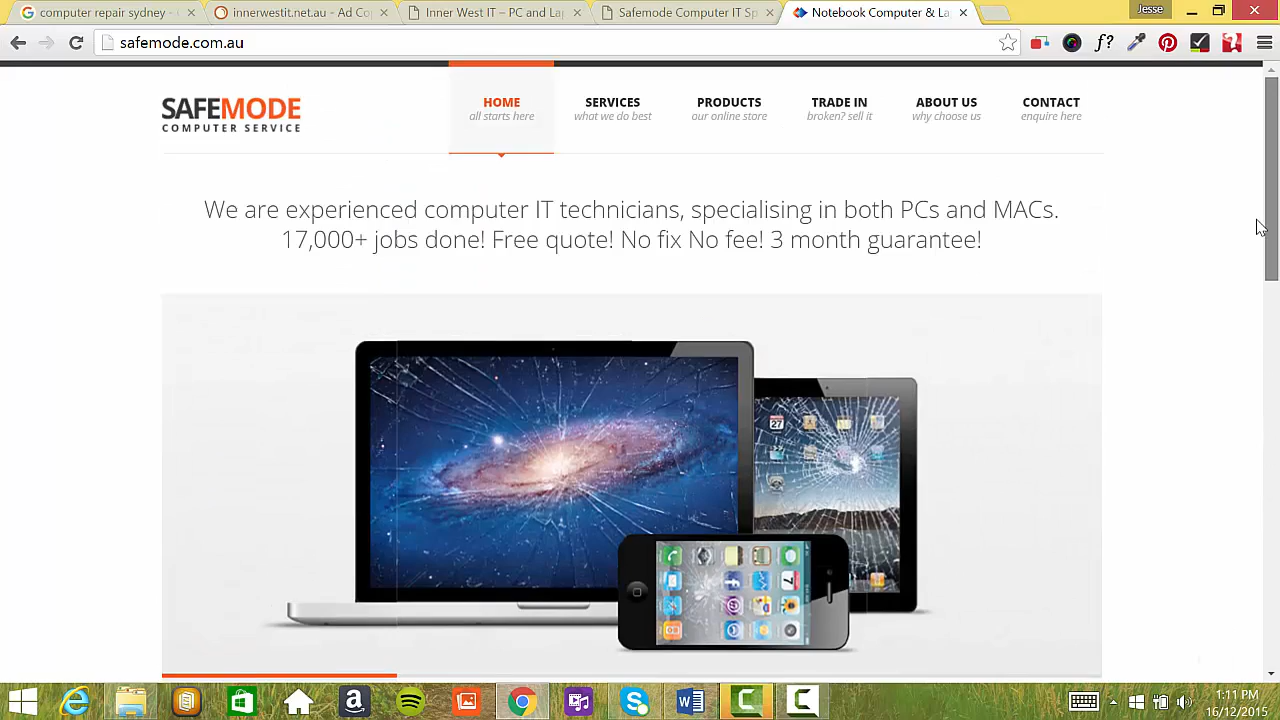 computer repair sydney -
innerwestit.net.au - Ad Co
Inner West IT – PC and Lap
Safemode Computer IT Sp
Notebook Computer & La
Jesse
safemode.com.au
f?
SAFEMODE
COMPUTER SERVICE
HOME
all starts here
SERVICES
what we do best
PRODUCTS
our online store
TRADE IN
broken? sell it
ABOUT US
why choose us
CONTACT
enquire here
We are experienced computer IT technicians, specialising in both PCs and MACs.
17,000+ jobs done! Free quote! No fix No fee! 3 month guarantee!
27
7
1:11 PM
16/12/2015